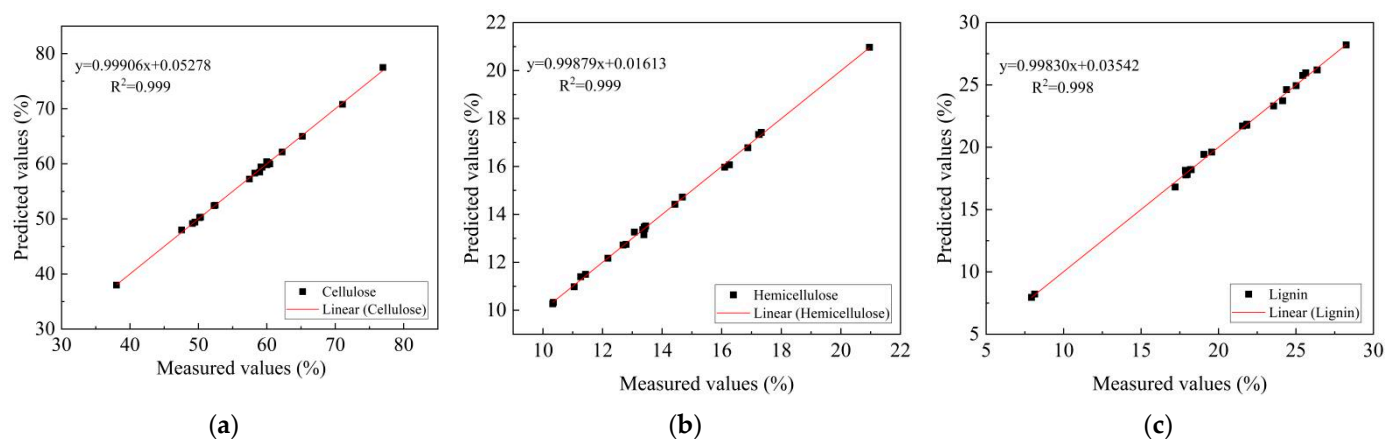 80
70
60
50
40
30
Predicted values (%)
y=0.99906x+0.05278
R²=0.999
Cellulose
Linear (Cellulose)
30 40 50 60 70 80
Measured values (%)
(a)
22
20
18
16
14
12
10
Predicted values (%)
y=0.99879x+0.01613
R²=0.999
Hemicellulose
Linear (Hemicellulose)
10 12 14 16 18 20 22
Measured values (%)
(b)
30
25
20
15
10
5
Predicted values (%)
y=0.99830x+0.03542
R²=0.998
Lignin
Linear (Lignin)
5 10 15 20 25 30
Measured values (%)
(c)